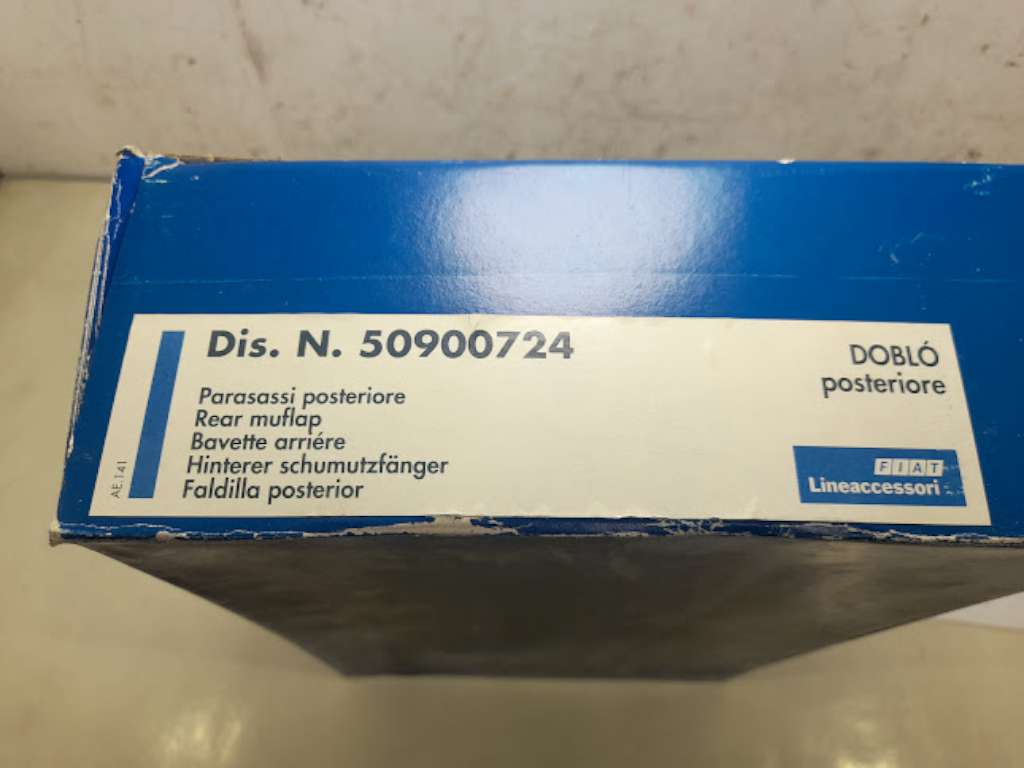 Dis. N. 50900724
Parasassi posteriore
Rear muflap
Bavette arriére
Hinterer schumutzfänger
Faldilla posterior
AE.141
DOBLÓ
posteriore
FIAT
Lineaccessori